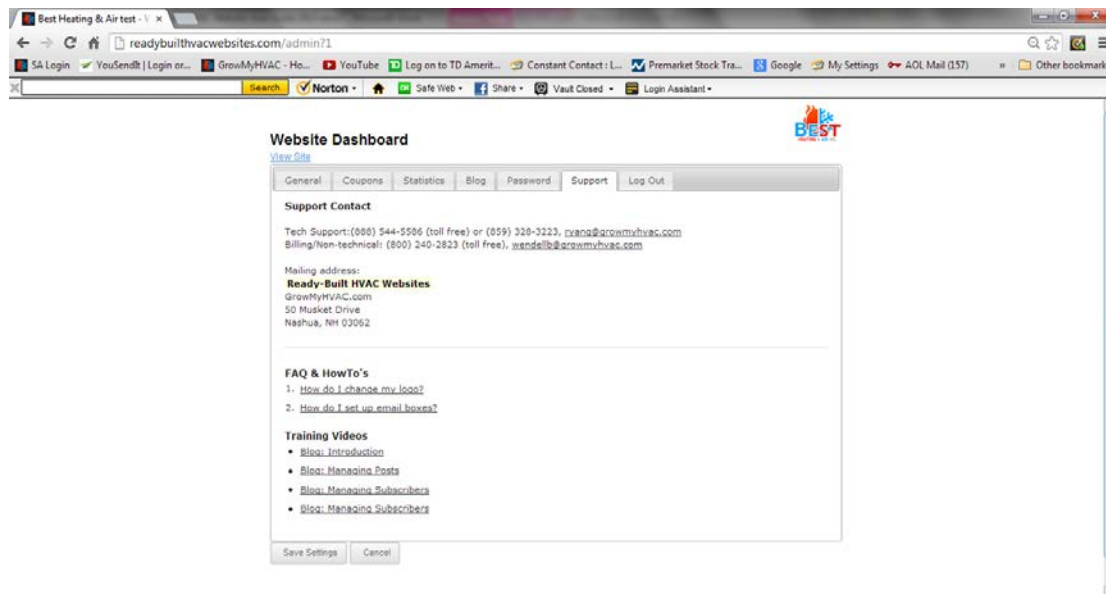 Best Heating & Air test - V
readybuilthvacwebsites.com/admin?1
SA Login YouSendIt | Login or... GrowMyHVAC - Ho... YouTube Log on to TD Amerit... Constant Contact : L... Premarket Stock Tra... Google My Settings AOL Mail (157) » Other bookmark
Search Norton Safe Web Share Vault Closed Login Assistant
BEST
Website Dashboard
View Site
General Coupons Statistics Blog Password Support Log Out
Support Contact
Tech Support:(888) 544-5586 (toll free) or (859) 328-3223, ryang@growmyhvac.com
Billing/Non-technical: (800) 240-2823 (toll free), wendellb@growmyhvac.com
Mailing address:
Ready-Built HVAC Websites
GrowMyHVAC.com
50 Musket Drive
Nashua, NH 03062
FAQ & HowTo's
1. How do I change my logo?
2. How do I set up email boxes?
Training Videos
• Blog: Introduction
• Blog: Managing Posts
• Blog: Managing Subscribers
• Blog: Managing Subscribers
Save Settings Cancel